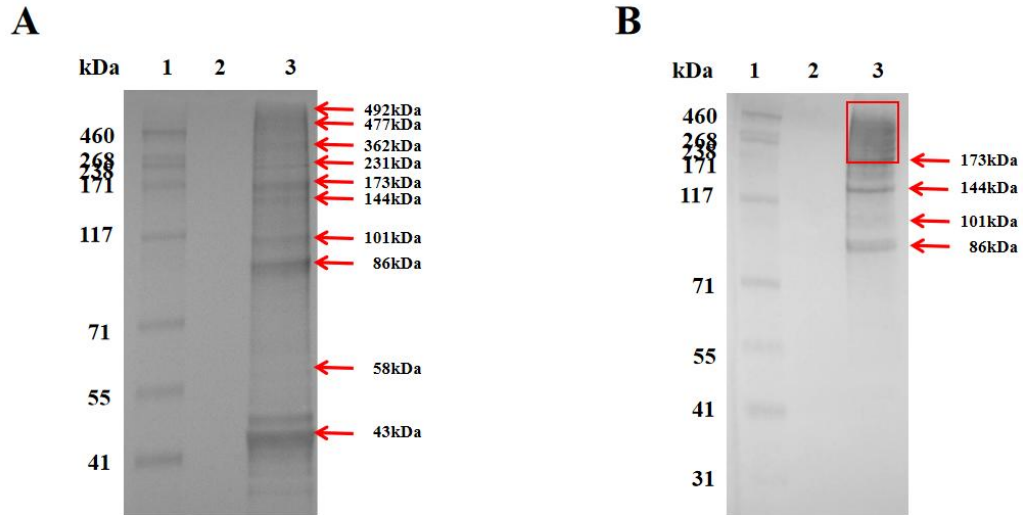 A
kDa 1 2 3
460
268
238
171
117
71
55
41
492kDa
477kDa
362kDa
231kDa
173kDa
144kDa
101kDa
86kDa
58kDa
43kDa
B
kDa 1 2 3
460
268
238
171
117
71
55
41
31
173kDa
144kDa
101kDa
86kDa